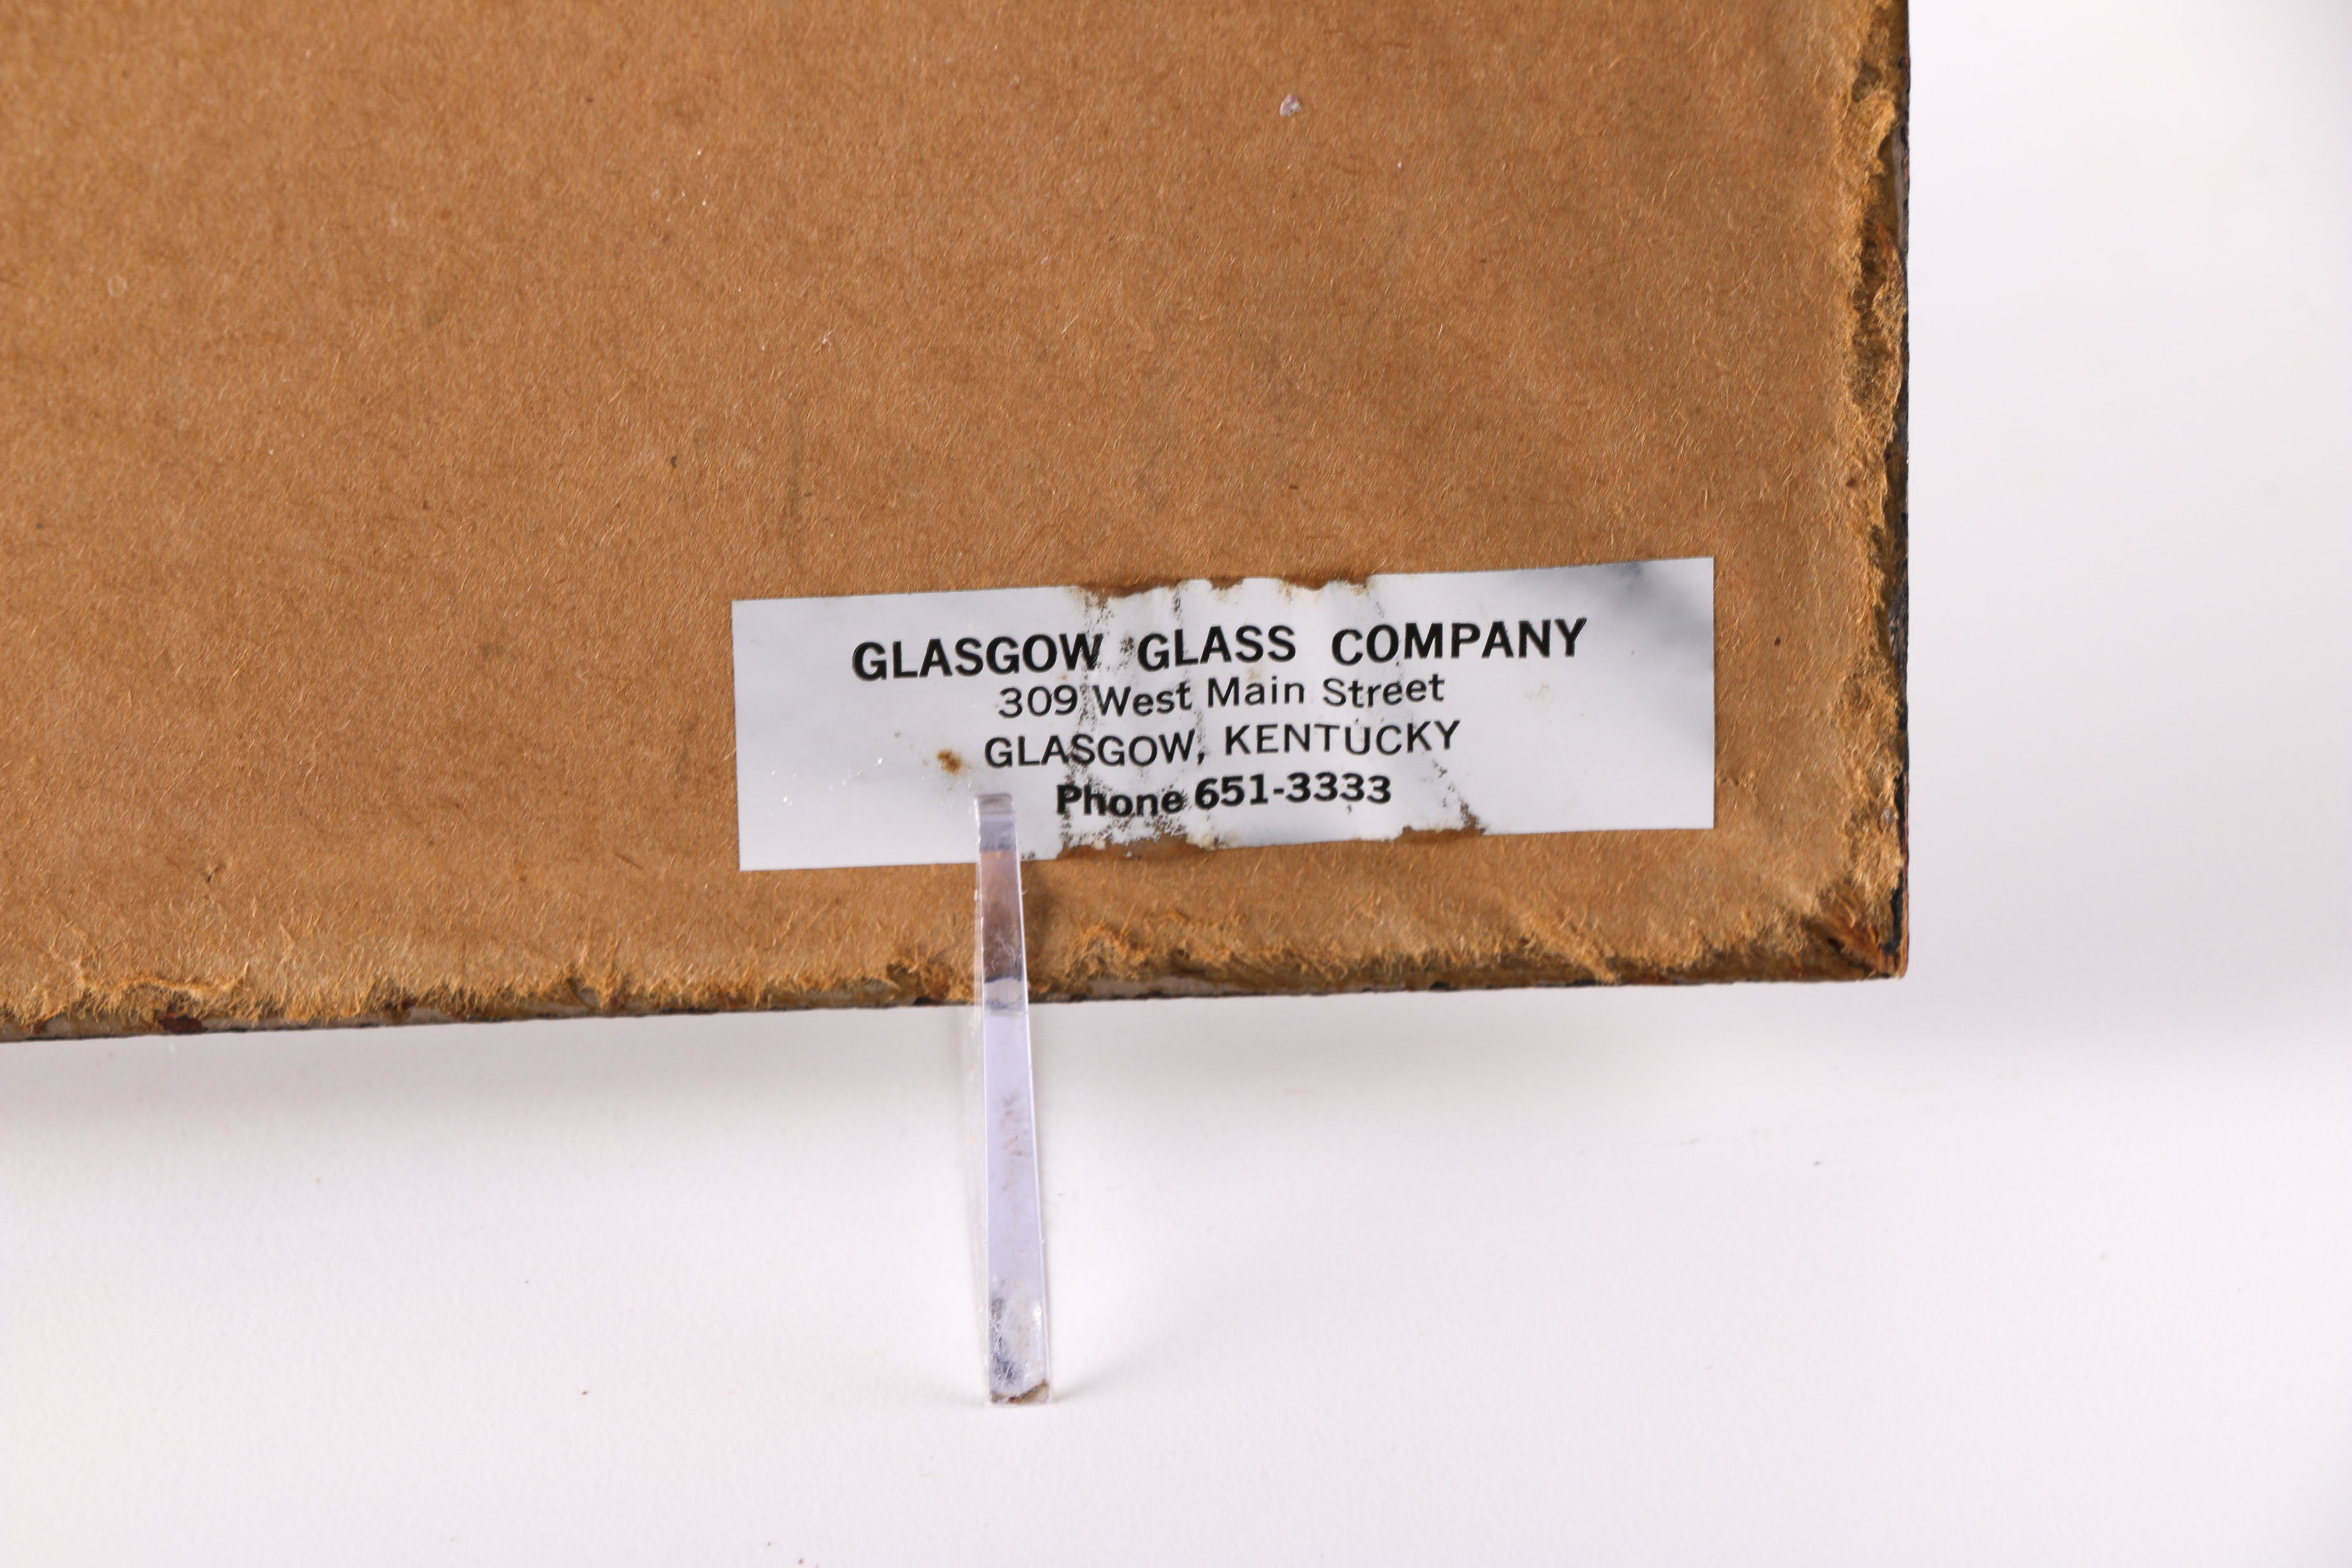 GLASGOW GLASS COMPANY
309 West Main Street
GLASGOW, KENTUCKY
Phone 651-3333